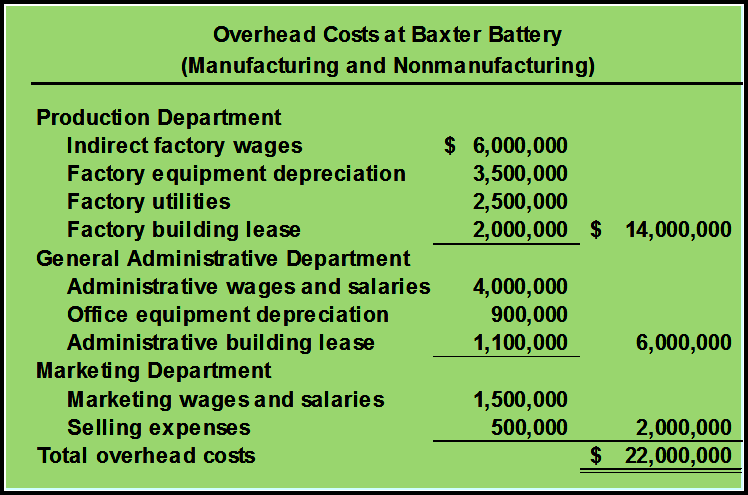 Overhead Costs at Baxter Battery
(Manufacturing and Nonmanufacturing)
Production Department
Indirect factory wages $ 6,000,000
Factory equipment depreciation 3,500,000
Factory utilities 2,500,000
Factory building lease 2,000,000 $ 14,000,000
General Administrative Department
Administrative wages and salaries 4,000,000
Office equipment depreciation 900,000
Administrative building lease 1,100,000 6,000,000
Marketing Department
Marketing wages and salaries 1,500,000
Selling expenses 500,000 2,000,000
Total overhead costs $ 22,000,000